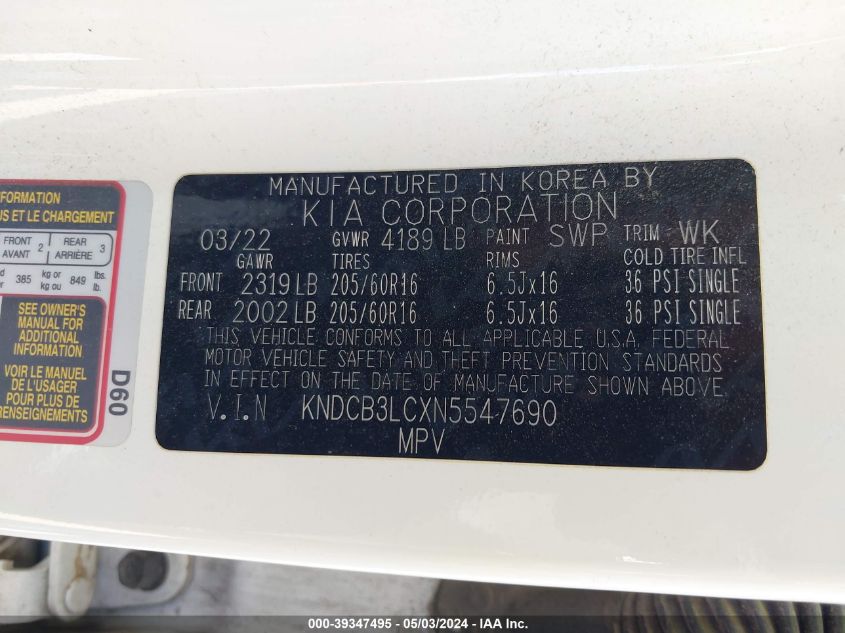 MANUFACTURED IN KOREA BY
KIA CORPORATION
03/22 GVWR 4189 LB PAINT SWP TRIM WK
GAWR TIRES RIMS COLD TIRE INFL
FRONT 2319 LB 205/60R16 6.5Jx16 36 PSI SINGLE
REAR 2002 LB 205/60R16 6.5Jx16 36 PSI SINGLE
THIS VEHICLE CONFORMS TO ALL APPLICABLE U.S.A. FEDERAL
MOTOR VEHICLE SAFETY AND THEFT PREVENTION STANDARDS
IN EFFECT ON THE DATE OF MANUFACTURE SHOWN ABOVE.
V.I.N KNDCB3LCXN5547690
MPV
ET LE CHARGEMENT
FRONT AVANT 2 REAR ARRIÈRE 3
385 kg or kg ou 849 lbs. lb.
SEE OWNER'S
MANUAL FOR
ADDITIONAL
INFORMATION
VOIR LE MANUEL
DE L'USAGER
POUR PLUS DE
RENSEIGNEMENTS
D60
000-39347495 - 05/03/2024 - IAA, Inc.